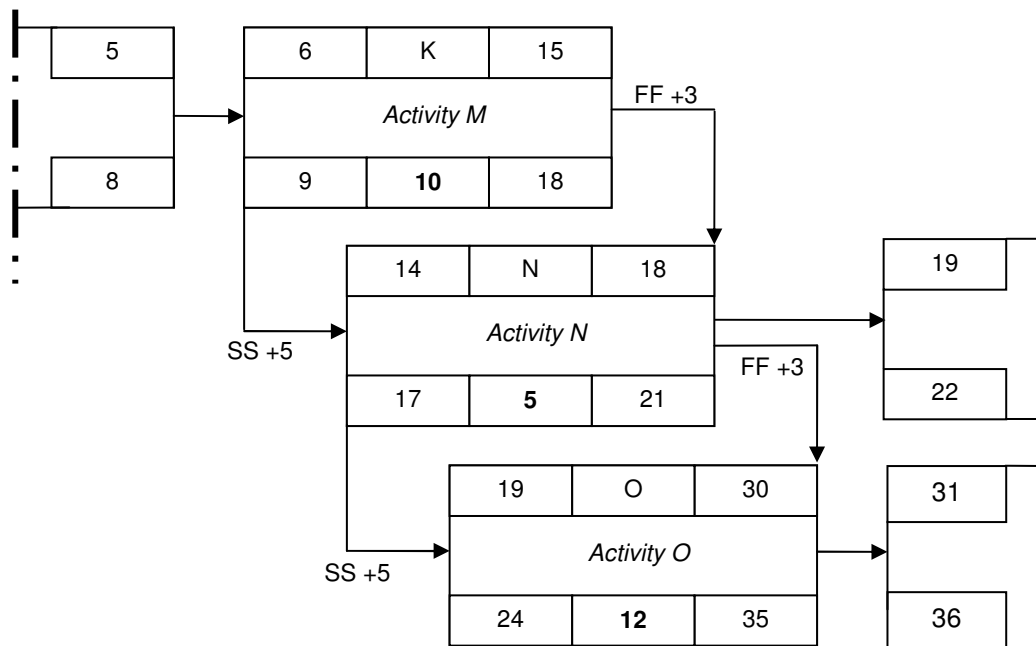 5
6 K 15
Activity M
FF +3
8
9 10 18
14 N 18
19
Activity N
SS +5
FF +3
17 5 21
22
19 O 30
31
Activity O
SS +5
24 12 35
36